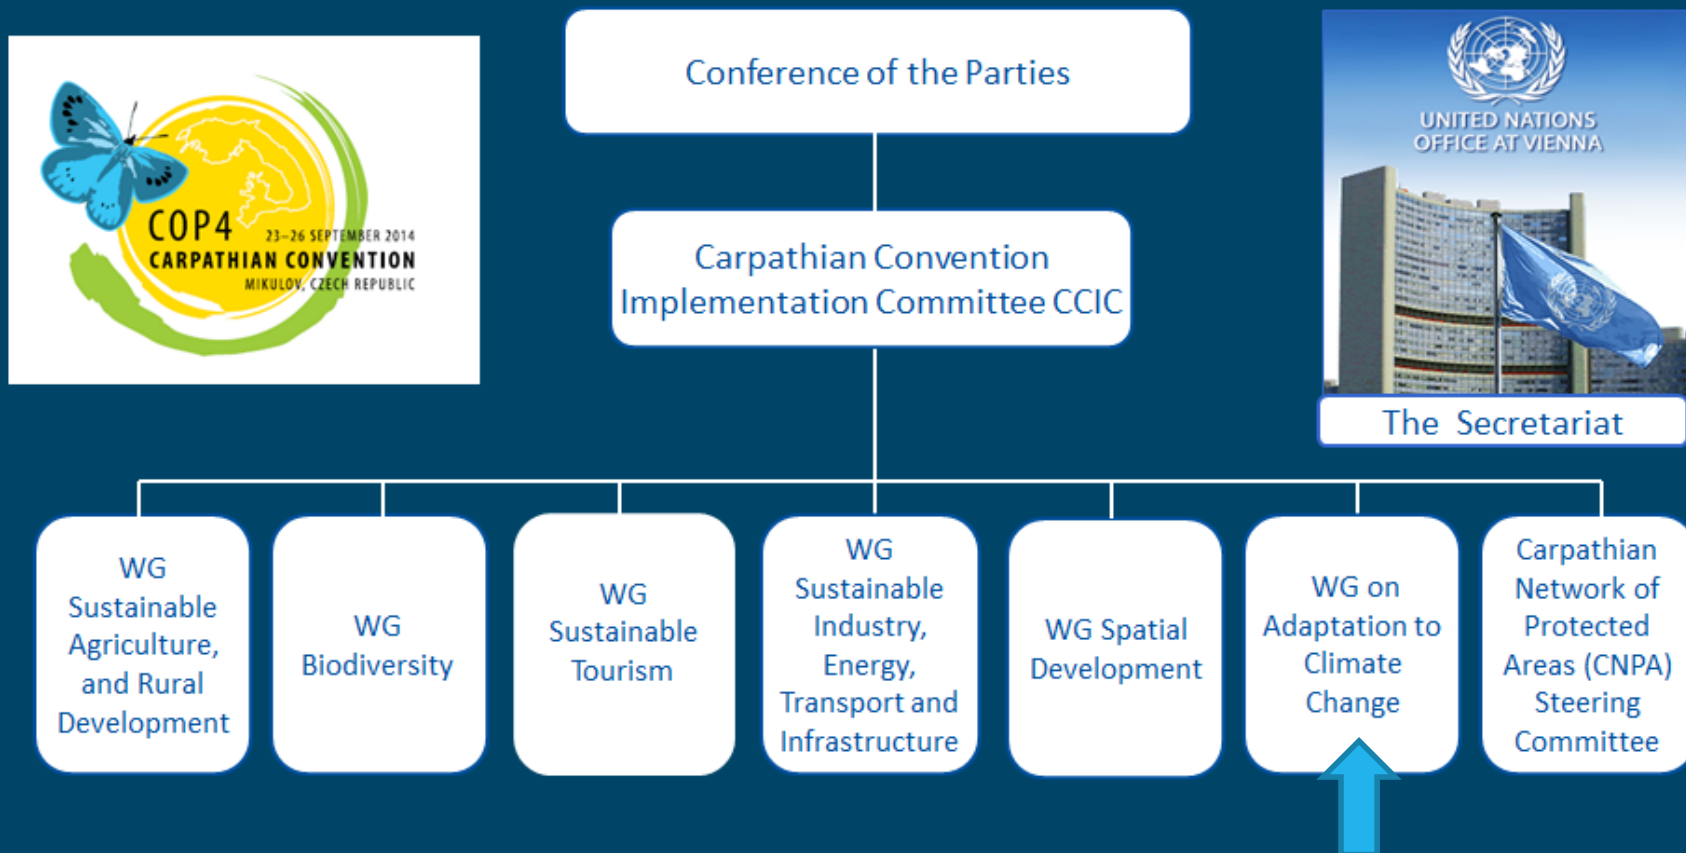 Conference of the Parties
COP4 23–26 SEPTEMBER 2014
CARPATHIAN CONVENTION
MIKULOV, CZECH REPUBLIC
UNITED NATIONS
OFFICE AT VIENNA
Carpathian Convention
Implementation Committee CCIC
The Secretariat
WG
Sustainable
Agriculture,
and Rural
Development
WG
Biodiversity
WG
Sustainable
Tourism
WG
Sustainable
Industry,
Energy,
Transport and
Infrastructure
WG Spatial
Development
WG on
Adaptation to
Climate
Change
Carpathian
Network of
Protected
Areas (CNPA)
Steering
Committee